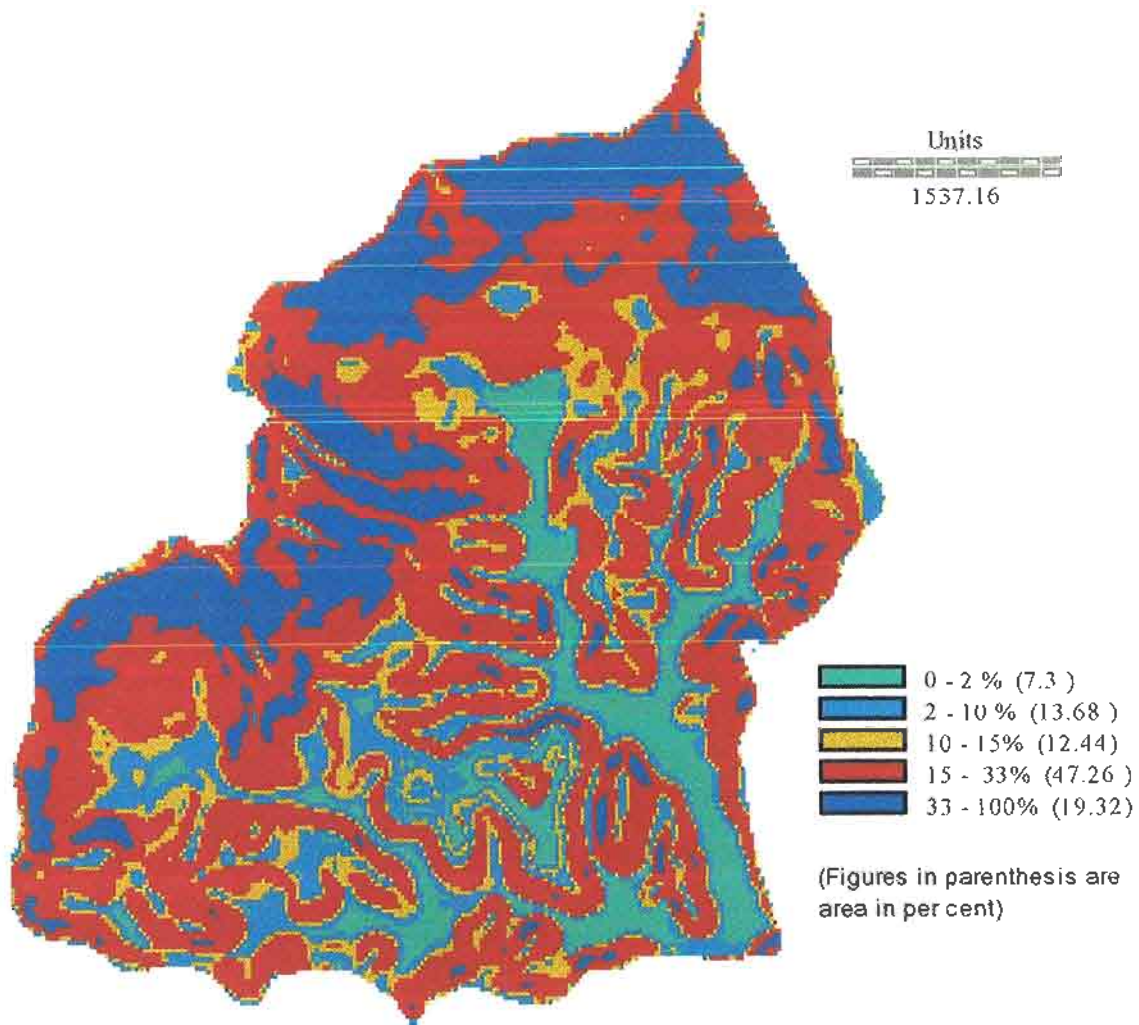 Units
1537.16
0 - 2 % (7.3 )
2 - 10 % (13.68 )
10 - 15% (12.44)
15 - 33% (47.26 )
33 - 100% (19.32)
(Figures in parenthesis are
area in per cent)